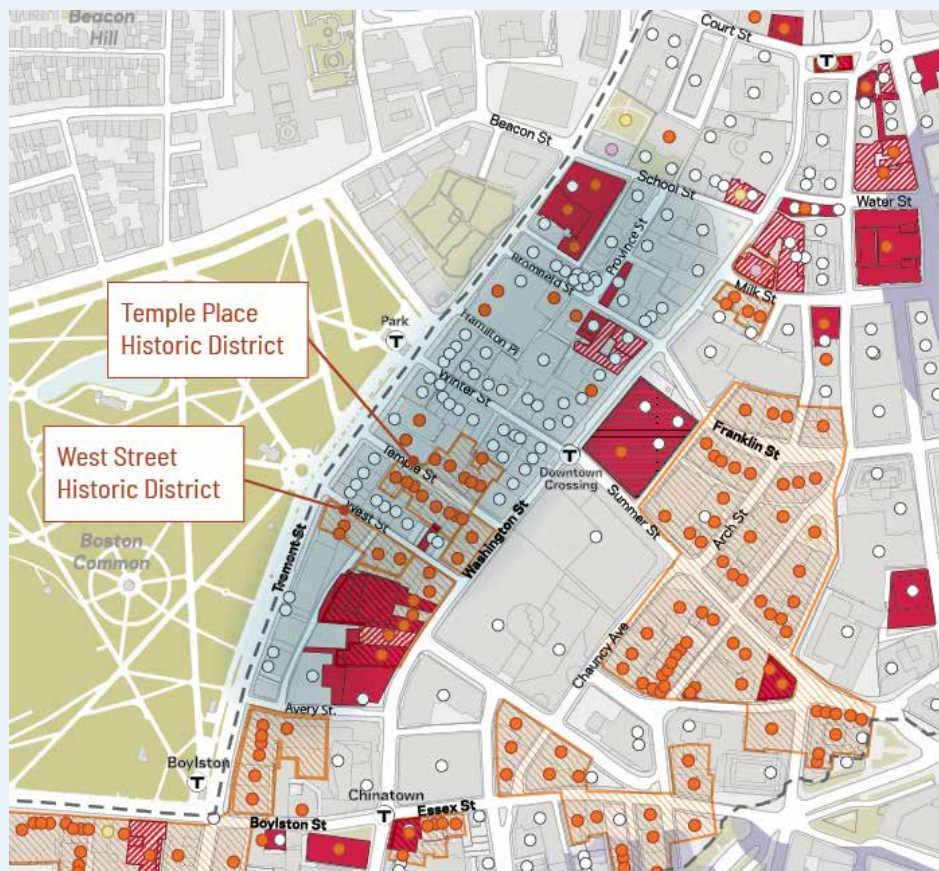 Beacon
Hill
Court St
T
Beacon St
School St
Water St
Province St
Bromfield St
Milk St
Temple Place
Historic District
Park
T
Hamilton Pl
Winter St
Franklin St
West Street
Historic District
Temple St
T
Downtown
Crossing
Summer St
West St
Washington St
Arch St
Boston
Common
Tremont St
Chauncy Ave
Avery St.
Boylston
T
Chinatown
T
Essex St
Boylston St